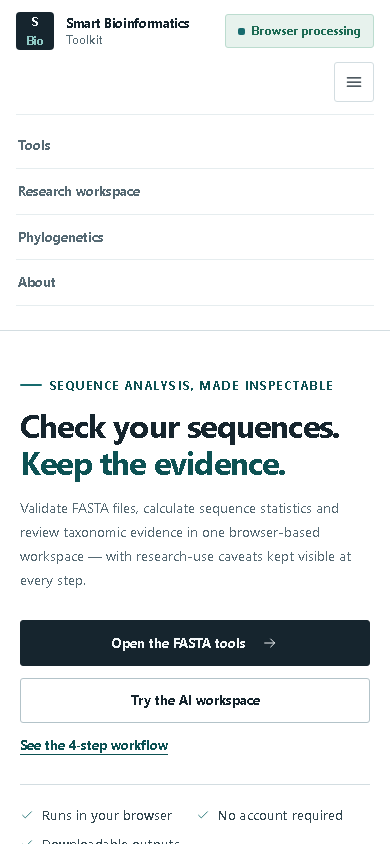 S
Bio
Smart Bioinformatics
Toolkit
Browser processing
Tools
Research workspace
Phylogenetics
About
SEQUENCE ANALYSIS, MADE INSPECTABLE
Check your sequences.
Keep the evidence.
Validate FASTA files, calculate sequence statistics and
review taxonomic evidence in one browser-based
workspace — with research-use caveats kept visible at
every step.
Open the FASTA tools →
Try the AI workspace
See the 4-step workflow
✓ Runs in your browser ✓ No account required
✓ Downloadable outputs